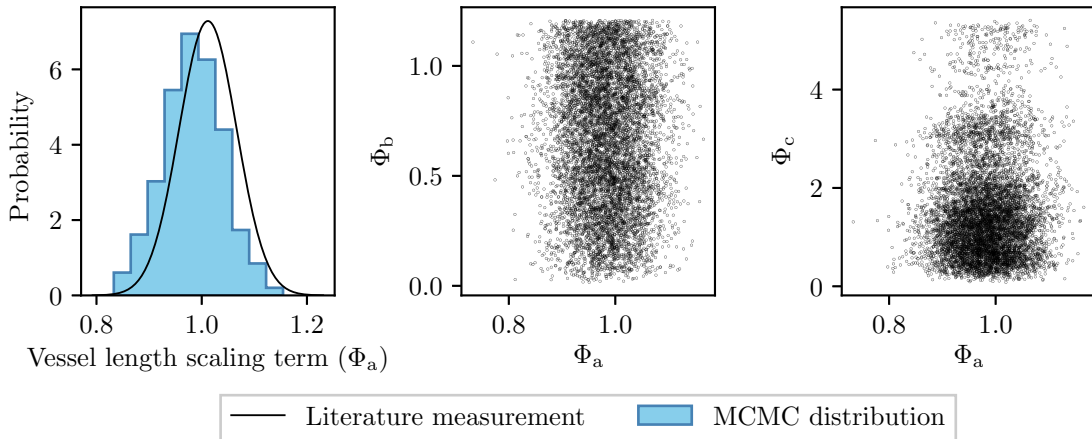 Probability
6
4
2
0
0.8 1.0 1.2
Vessel length scaling term (Φa)
Φb
1.0
0.5
0.0
0.8 1.0
Φa
Φc
4
2
0
0.8 1.0
Φa
Literature measurement
MCMC distribution